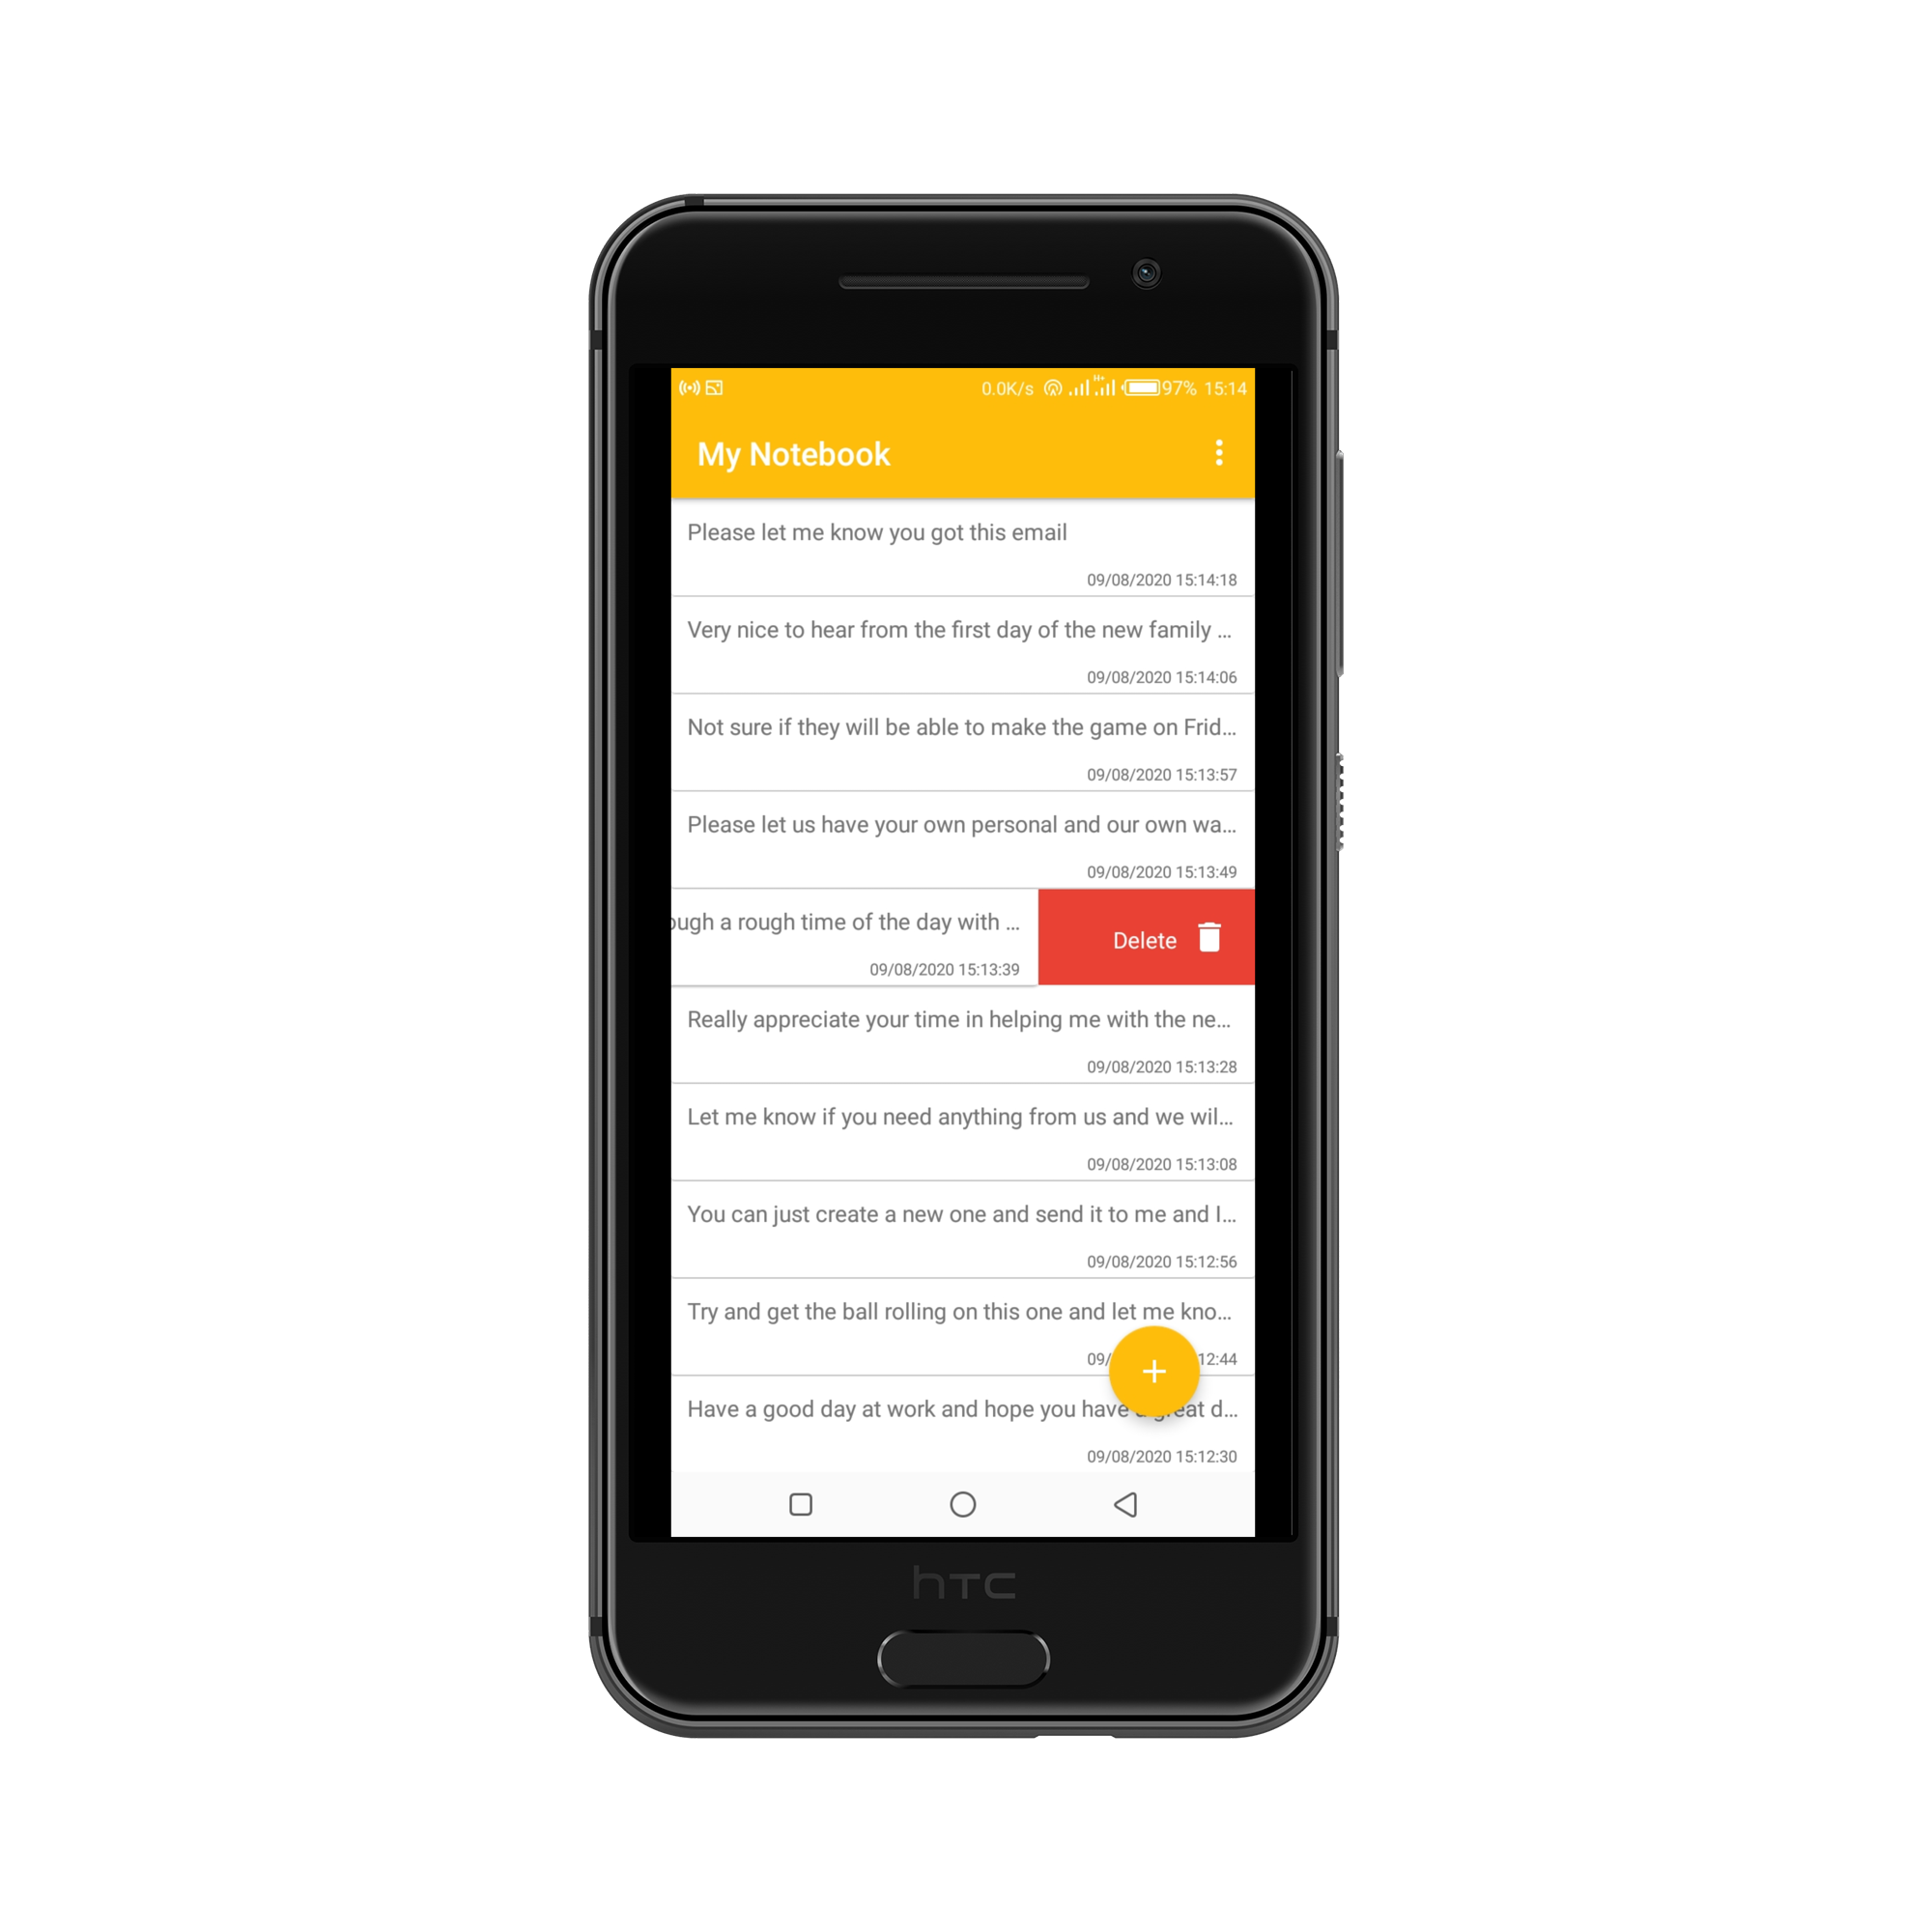 0.0K/s H+ 97% 15:14
My Notebook
Please let me know you got this email
09/08/2020 15:14:18
Very nice to hear from the first day of the new family ...
09/08/2020 15:14:06
Not sure if they will be able to make the game on Frid...
09/08/2020 15:13:57
Please let us have your own personal and our own wa...
09/08/2020 15:13:49
ough a rough time of the day with ...
Delete
09/08/2020 15:13:39
Really appreciate your time in helping me with the ne...
09/08/2020 15:13:28
Let me know if you need anything from us and we wil...
09/08/2020 15:13:08
You can just create a new one and send it to me and I...
09/08/2020 15:12:56
Try and get the ball rolling on this one and let me kno...
09/ 12:44
Have a good day at work and hope you have a great d...
09/08/2020 15:12:30
hTC